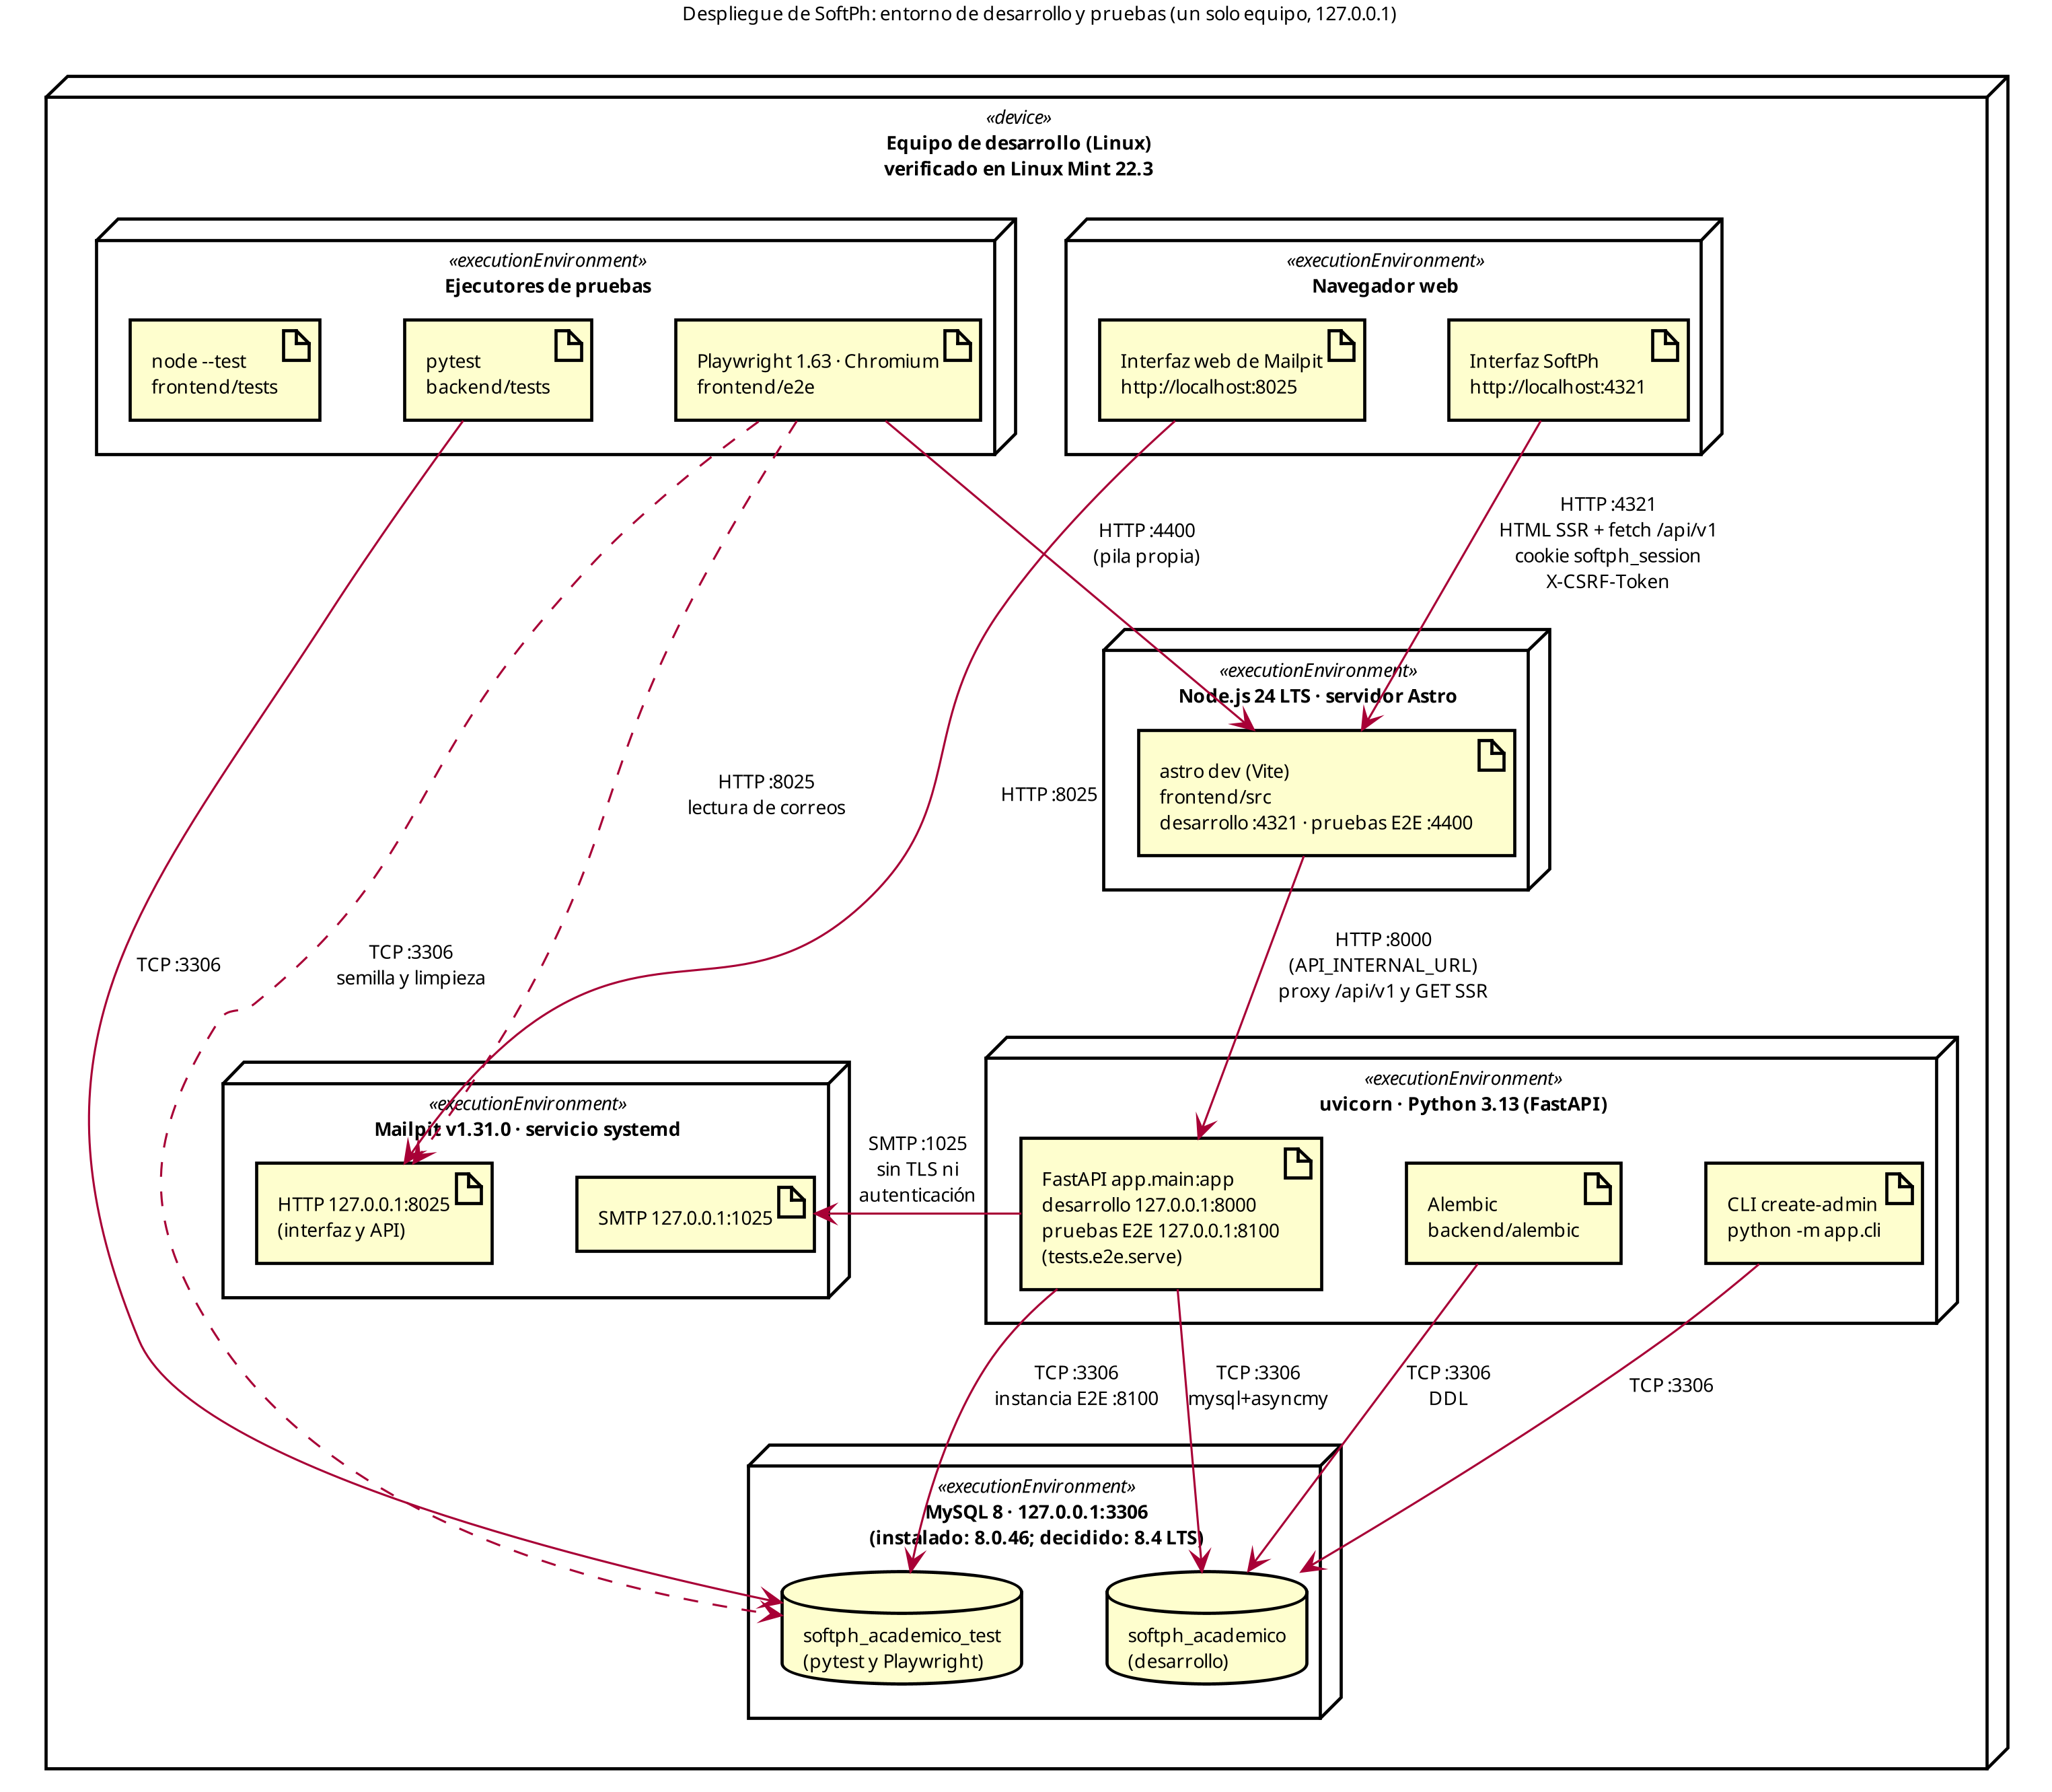 Despliegue de SoftPh: entorno de desarrollo y pruebas (un solo equipo, 127.0.0.1)
«device»
Equipo de desarrollo (Linux)
verificado en Linux Mint 22.3
«executionEnvironment»
Ejecutores de pruebas
node --test
frontend/tests
pytest
backend/tests
Playwright 1.63 · Chromium
frontend/e2e
«executionEnvironment»
Navegador web
Interfaz web de Mailpit
http://localhost:8025
Interfaz SoftPh
http://localhost:4321
HTTP :4400
(pila propia)
HTTP :4321
HTML SSR + fetch /api/v1
cookie softph_session
X-CSRF-Token
«executionEnvironment»
Node.js 24 LTS · servidor Astro
astro dev (Vite)
frontend/src
desarrollo :4321 · pruebas E2E :4400
HTTP :8025
lectura de correos
HTTP :8025
TCP :3306
TCP :3306
semilla y limpieza
HTTP :8000
(API_INTERNAL_URL)
proxy /api/v1 y GET SSR
«executionEnvironment»
Mailpit v1.31.0 · servicio systemd
HTTP 127.0.0.1:8025
(interfaz y API)
SMTP 127.0.0.1:1025
SMTP :1025
sin TLS ni
autenticación
«executionEnvironment»
uvicorn · Python 3.13 (FastAPI)
FastAPI app.main:app
desarrollo 127.0.0.1:8000
pruebas E2E 127.0.0.1:8100
(tests.e2e.serve)
Alembic
backend/alembic
CLI create-admin
python -m app.cli
TCP :3306
instancia E2E :8100
TCP :3306
mysql+asyncmy
TCP :3306
DDL
TCP :3306
«executionEnvironment»
MySQL 8 · 127.0.0.1:3306
(instalado: 8.0.46; decidido: 8.4 LTS)
softph_academico_test
(pytest y Playwright)
softph_academico
(desarrollo)